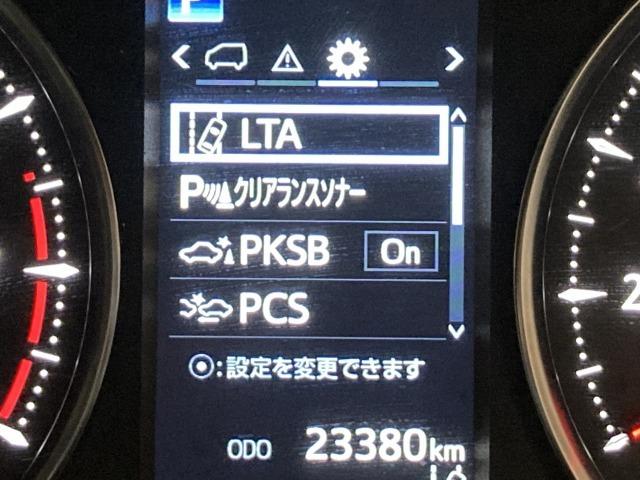 P
LTA
Pクリアランスソナー
PKSB On
PCS
:設定を変更できます
ODO 23380km
2